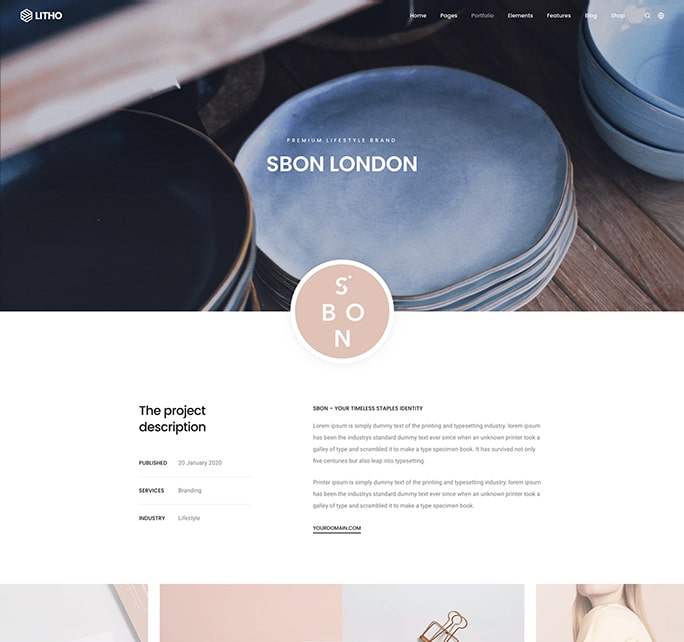 LITHO
Home Pages Portfolio Elements Features Blog Shop
PREMIUM LIFESTYLE BRAND
SBON LONDON
S
B O
N
The project
description
PUBLISHED 20 January 2020
SERVICES Branding
INDUSTRY Lifestyle
SBON – YOUR TIMELESS STAPLES IDENTITY
Lorem ipsum is simply dummy text of the printing and typesetting industry. lorem ipsum
has been the industrys standard dummy text ever since when an unknown printer took a
galley of type and scrambled it to make a type specimen book. It has survived not only
five centuries but also leap into typesetting.
Printer ipsum is simply dummy text of the printing and typesetting industry. lorem ipsum
has been the industrys standard dummy text ever since when an unknown printer took a
galley of type and scrambled it to make a type specimen book.
YOURDOMAIN.COM